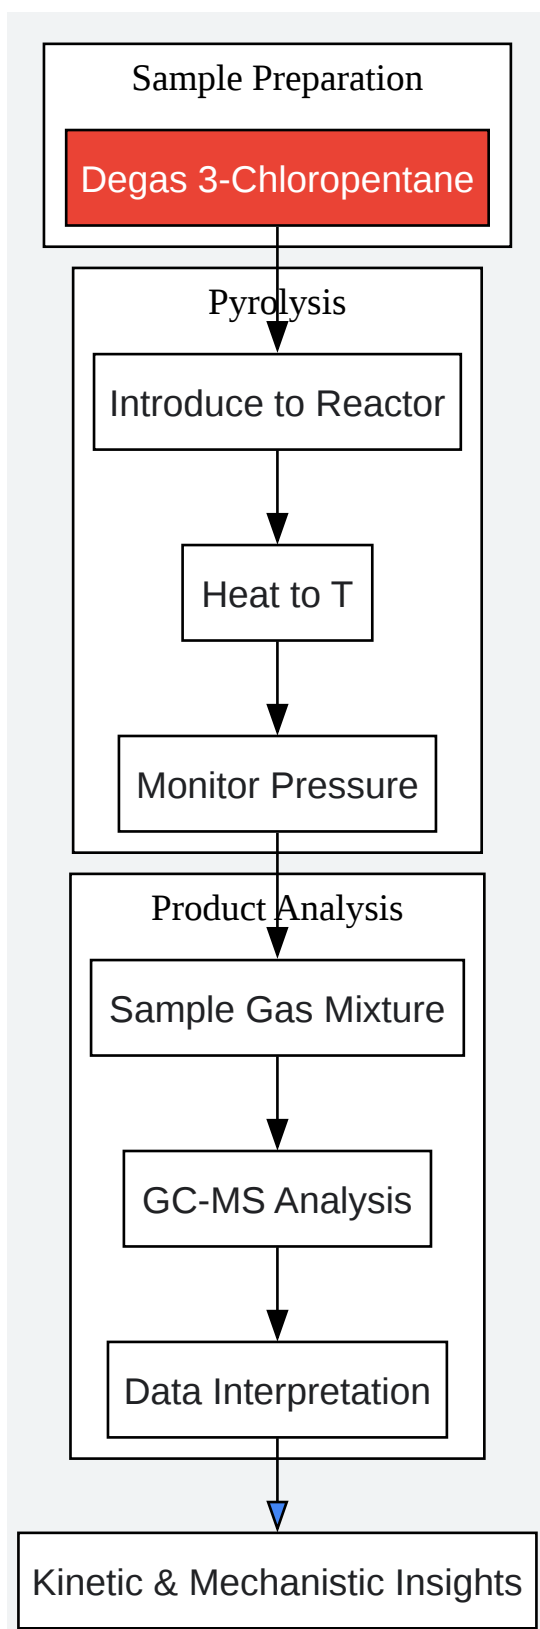 Sample Preparation
Degas 3-Chloropentane
Pyrolysis
Introduce to Reactor
Heat to T
Monitor Pressure
Product Analysis
Sample Gas Mixture
GC-MS Analysis
Data Interpretation
Kinetic & Mechanistic Insights